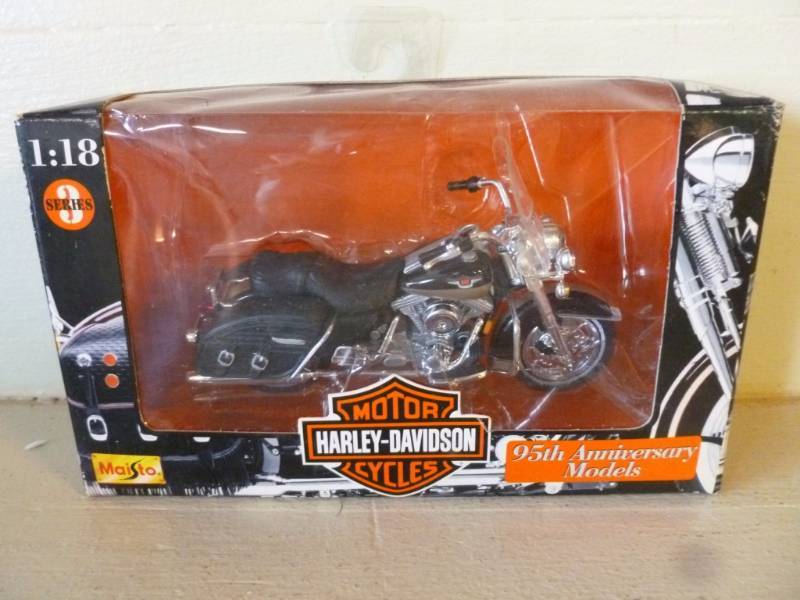 1:18
3
SERIES
MOTOR
HARLEY-DAVIDSON
CYCLES
Maisto.
95th Anniversary
Models